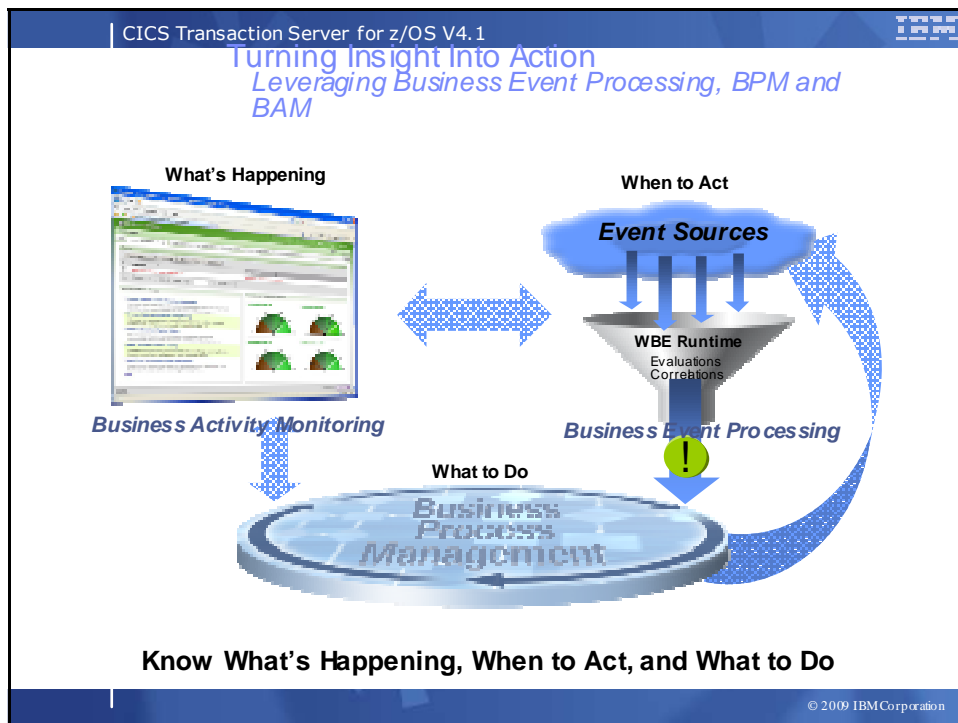 CICS Transaction Server for z/OS V4.1
IBM
Turning Insight Into Action
Leveraging Business Event Processing, BPM and
BAM
What's Happening
When to Act
Event Sources
WBE Runtime
Evaluations
Correlations
Business Activity Monitoring
Business Event Processing
!
What to Do
Business
Process
Management
Know What's Happening, When to Act, and What to Do
© 2009 IBM Corporation